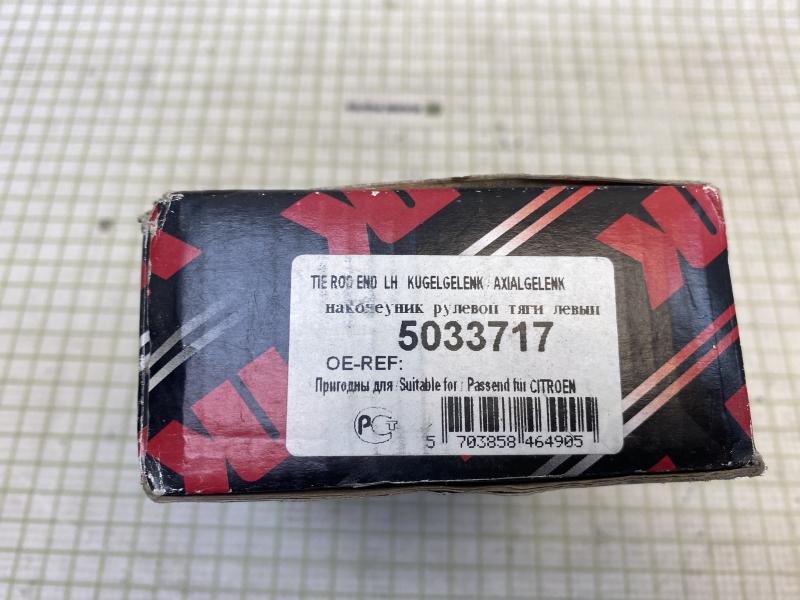 TIE ROD END LH KUGELGELENK / AXIALGELENK
наконечник рулевой тяги левый
5033717
OE-REF:
Пригодны для / Suitable for / Passend für CITROEN
РСТ
5 703858 464905